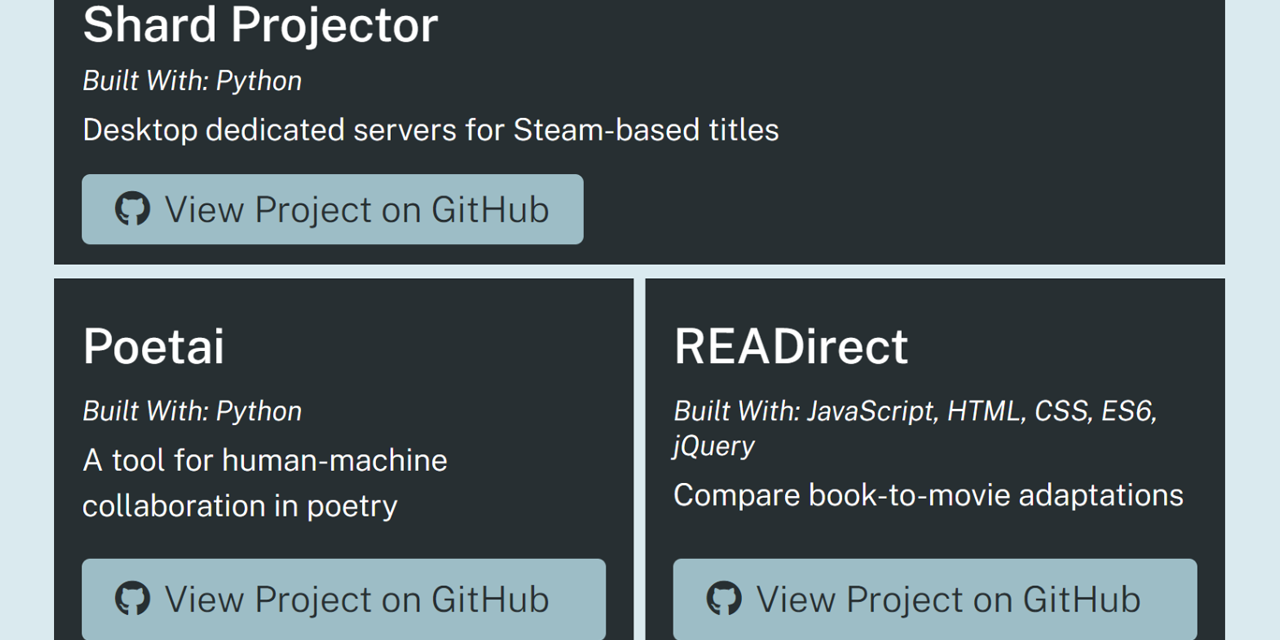 Shard Projector
Built With: Python
Desktop dedicated servers for Steam-based titles
View Project on GitHub
Poetai
Built With: Python
A tool for human-machine
collaboration in poetry
View Project on GitHub
READirect
Built With: JavaScript, HTML, CSS, ES6,
jQuery
Compare book-to-movie adaptations
View Project on GitHub